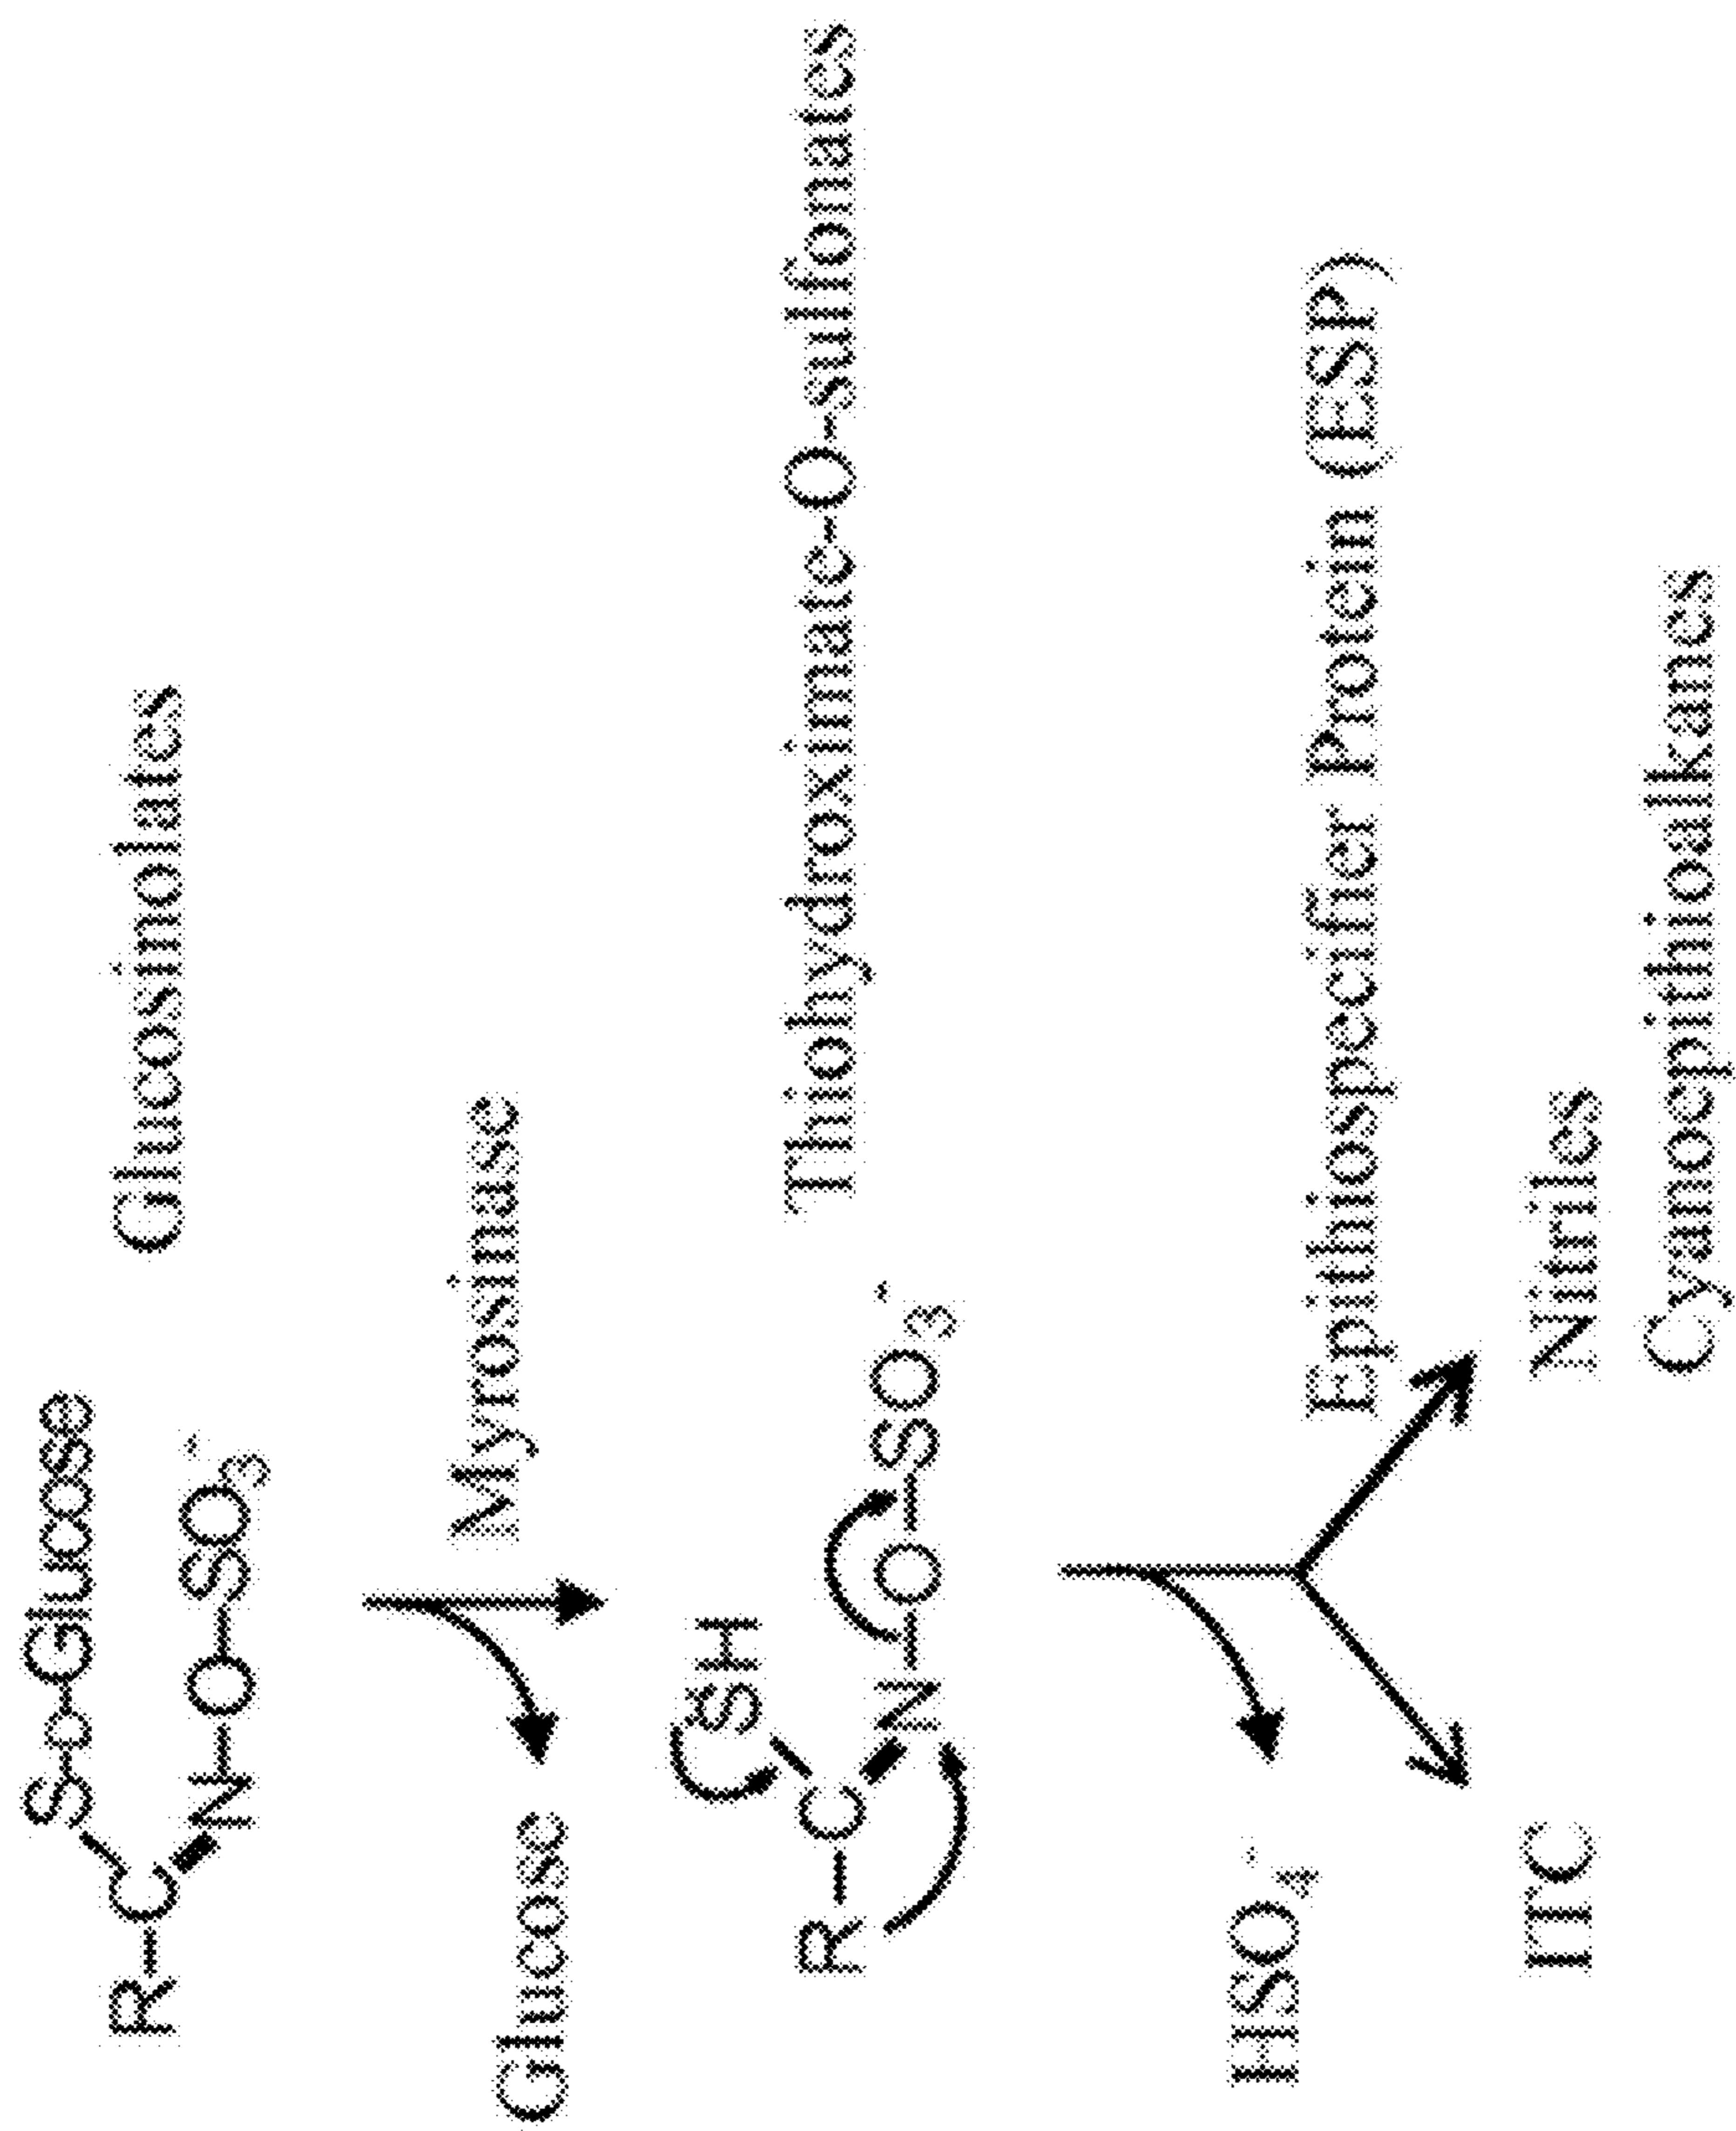 S-D-Glucose
R-C
N-O-SO3-
Glucosinolates
Glucose
Myrosinase
SH
R-C
N-O-SO3-
Thiohydroximate-O-sulfonates
HSO4-
Epithiospecifier Protein (ESP)
ITC
Nitriles
Cyanoepithioalkanes